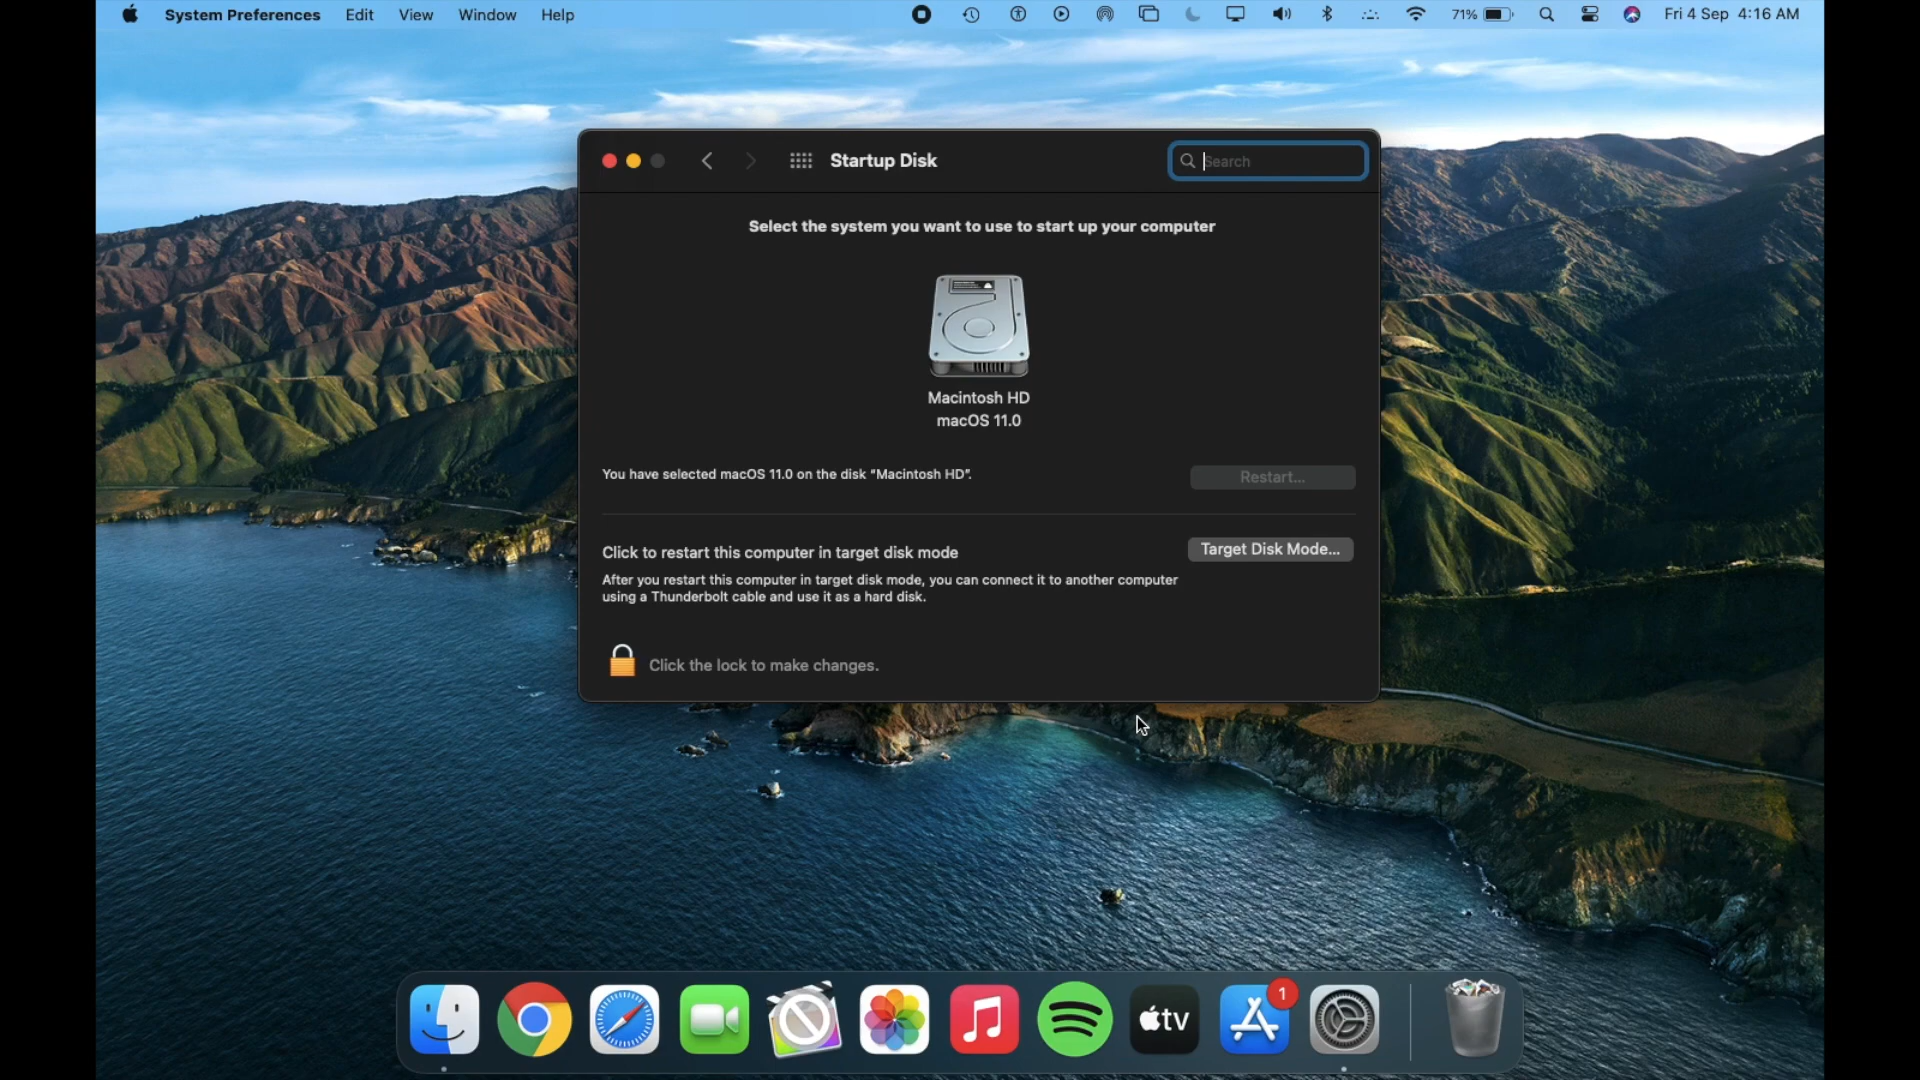 System Preferences Edit View Window Help 71% Fri 4 Sep 4:16 AM
Startup Disk
Search
Select the system you want to use to start up your computer
Macintosh HD
macOS 11.0
You have selected macOS 11.0 on the disk “Macintosh HD”.
Restart...
Click to restart this computer in target disk mode
Target Disk Mode...
After you restart this computer in target disk mode, you can connect it to another computer
using a Thunderbolt cable and use it as a hard disk.
Click the lock to make changes.
tv
1